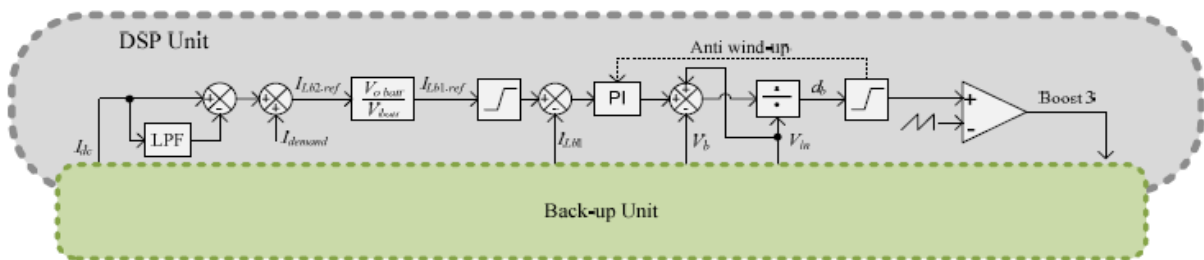 DSP Unit
Anti wind-up
I_Lb2.ref
V_o batt
V_batt
I_Lb1.ref
PI
d_b
Boost 3
LPF
I_dc
I_demand
I_Lb1
V_b
V_in
Back-up Unit